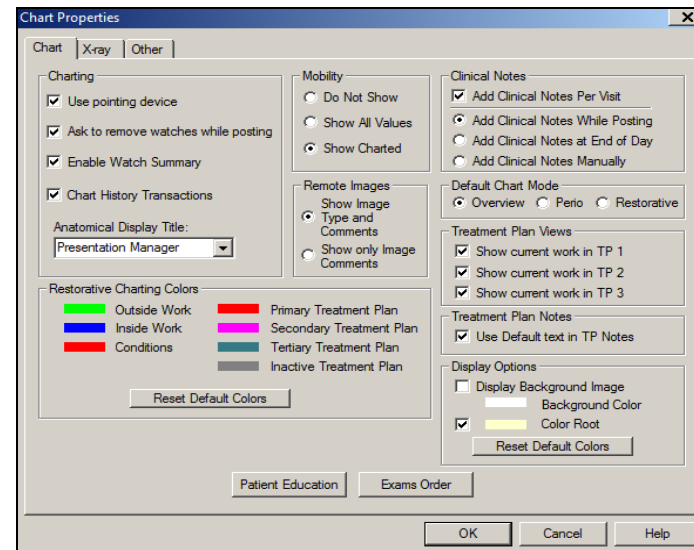 Chart Properties
Chart X-ray Other
Charting
Use pointing device
Ask to remove watches while posting
Enable Watch Summary
Chart History Transactions
Anatomical Display Title:
Presentation Manager
Mobility
Do Not Show
Show All Values
Show Charted
Remote Images
Show Image
Type and
Comments
Show only Image
Comments
Clinical Notes
Add Clinical Notes Per Visit
Add Clinical Notes While Posting
Add Clinical Notes at End of Day
Add Clinical Notes Manually
Default Chart Mode
Overview Perio Restorative
Treatment Plan Views
Show current work in TP 1
Show current work in TP 2
Show current work in TP 3
Treatment Plan Notes
Use Default text in TP Notes
Restorative Charting Colors
Outside Work Primary Treatment Plan
Inside Work Secondary Treatment Plan
Conditions Tertiary Treatment Plan
Inactive Treatment Plan
Reset Default Colors
Display Options
Display Background Image
Background Color
Color Root
Reset Default Colors
Patient Education Exams Order
OK Cancel Help